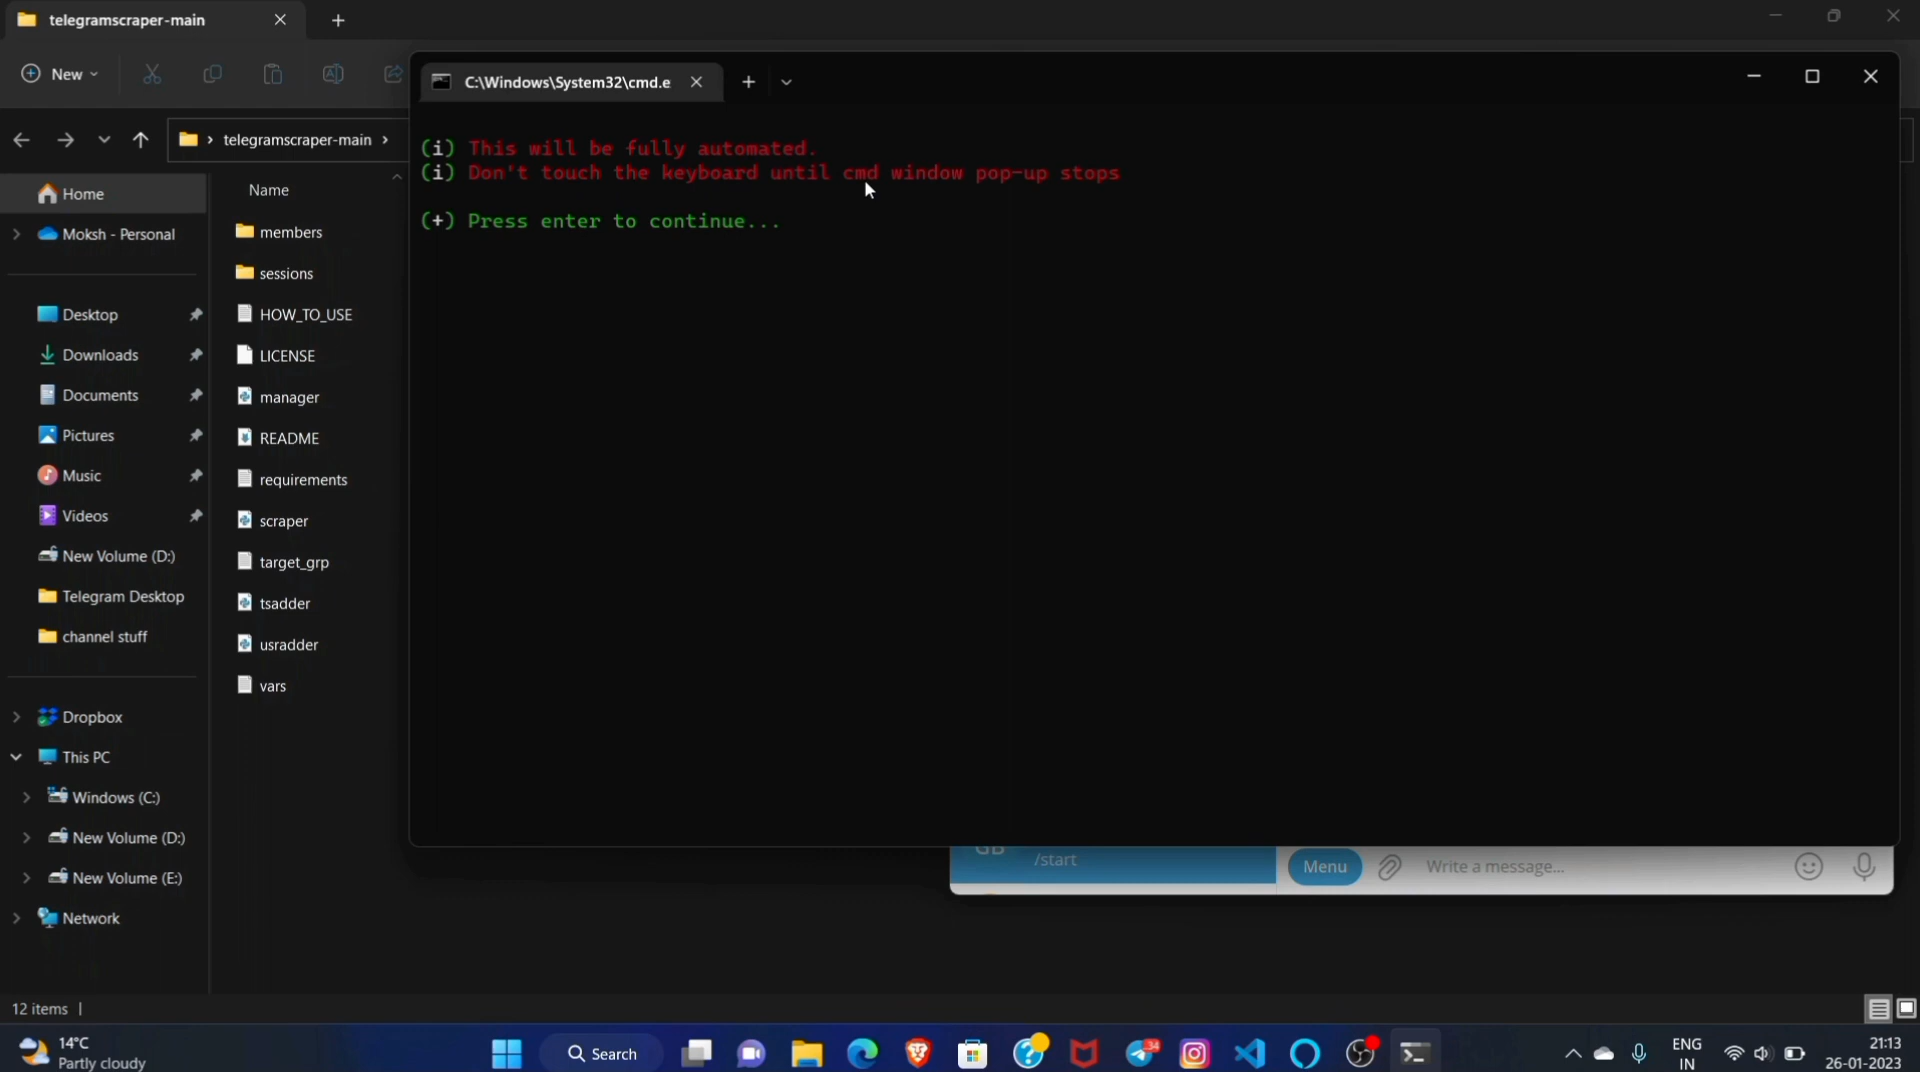 telegramscraper-main
New
C:\Windows\System32\cmd.e
telegramscraper-main
(i) This will be fully automated.
(i) Don't touch the keyboard until cmd window pop-up stops
(+) Press enter to continue...
Home
Moksh - Personal
Desktop
Downloads
Documents
Pictures
Music
Videos
New Volume (D:)
Telegram Desktop
channel stuff
Dropbox
This PC
Windows (C:)
New Volume (D:)
New Volume (E:)
Network
Name
members
sessions
HOW_TO_USE
LICENSE
manager
README
requirements
scraper
target_grp
tsadder
usradder
vars
GB
/start
Menu
Write a message...
12 items
14°C
Partly cloudy
Search
34
ENG
IN
21:13
26-01-2023